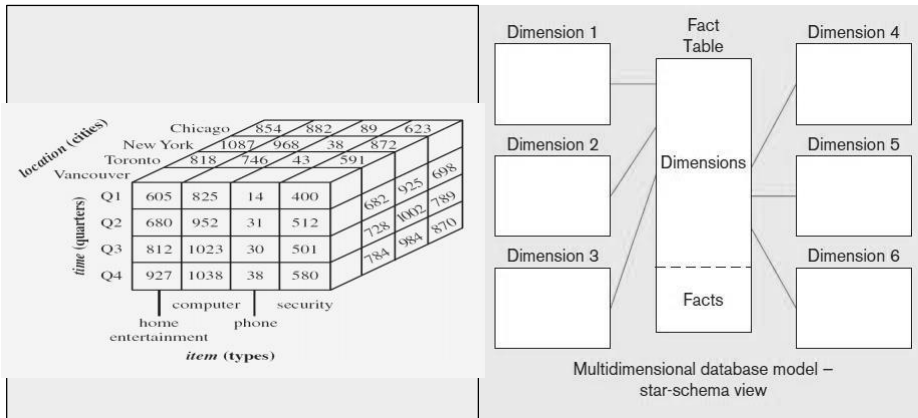 location (cities)
Chicago 854 882 89 623
New York 1087 968 38 872
Toronto 818 746 43 591
Vancouver
time (quarters)
Q1 605 825 14 400 682 925 698
Q2 680 952 31 512 728 1002 789
Q3 812 1023 30 501 784 984 870
Q4 927 1038 38 580
computer security
home phone
entertainment
item (types)
Dimension 1
Dimension 2
Dimension 3
Fact
Table
Dimensions
Facts
Dimension 4
Dimension 5
Dimension 6
Multidimensional database model –
star-schema view